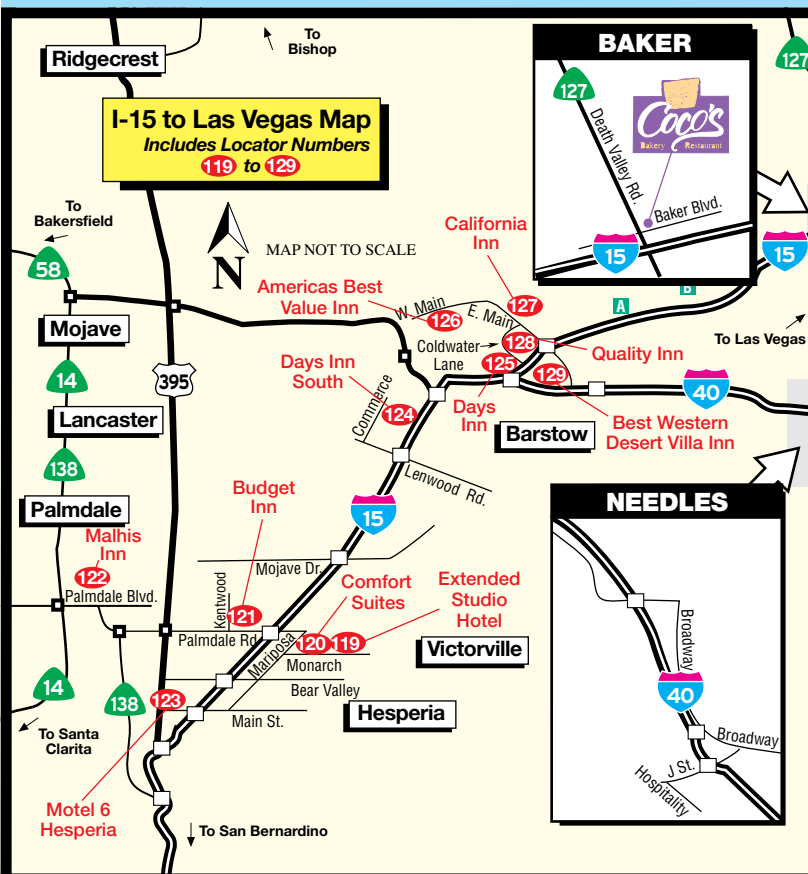 To
Bishop
Ridgecrest
I-15 to Las Vegas Map
Includes Locator Numbers
119 to 129
BAKER
127
Coco's
Bakery Restaurant
Death Valley Rd.
Baker Blvd.
15
127
15
To
Bakersfield
58
N
MAP NOT TO SCALE
California
Inn
127
Americas Best
Value Inn
W. Main
126
E. Main
A
B
To Las Vegas
Mojave
14
395
Coldwater
Lane
128
Quality Inn
125
129
Days Inn
South
Commerce
124
Days
Inn
40
Best Western
Desert Villa Inn
Barstow
Lancaster
138
Lenwood Rd.
Palmdale
Budget
Inn
15
Malhis
Inn
122
Palmdale Blvd.
Mojave Dr.
Kentwood
121
Palmdale Rd.
Comfort
Suites
Extended
Studio
Hotel
Mariposa
120
119
Monarch
Victorville
Bear Valley
Main St.
Hesperia
14
138
123
To Santa
Clarita
Motel 6
Hesperia
To San Bernardino
NEEDLES
Broadway
40
Broadway
J St.
Hospitality